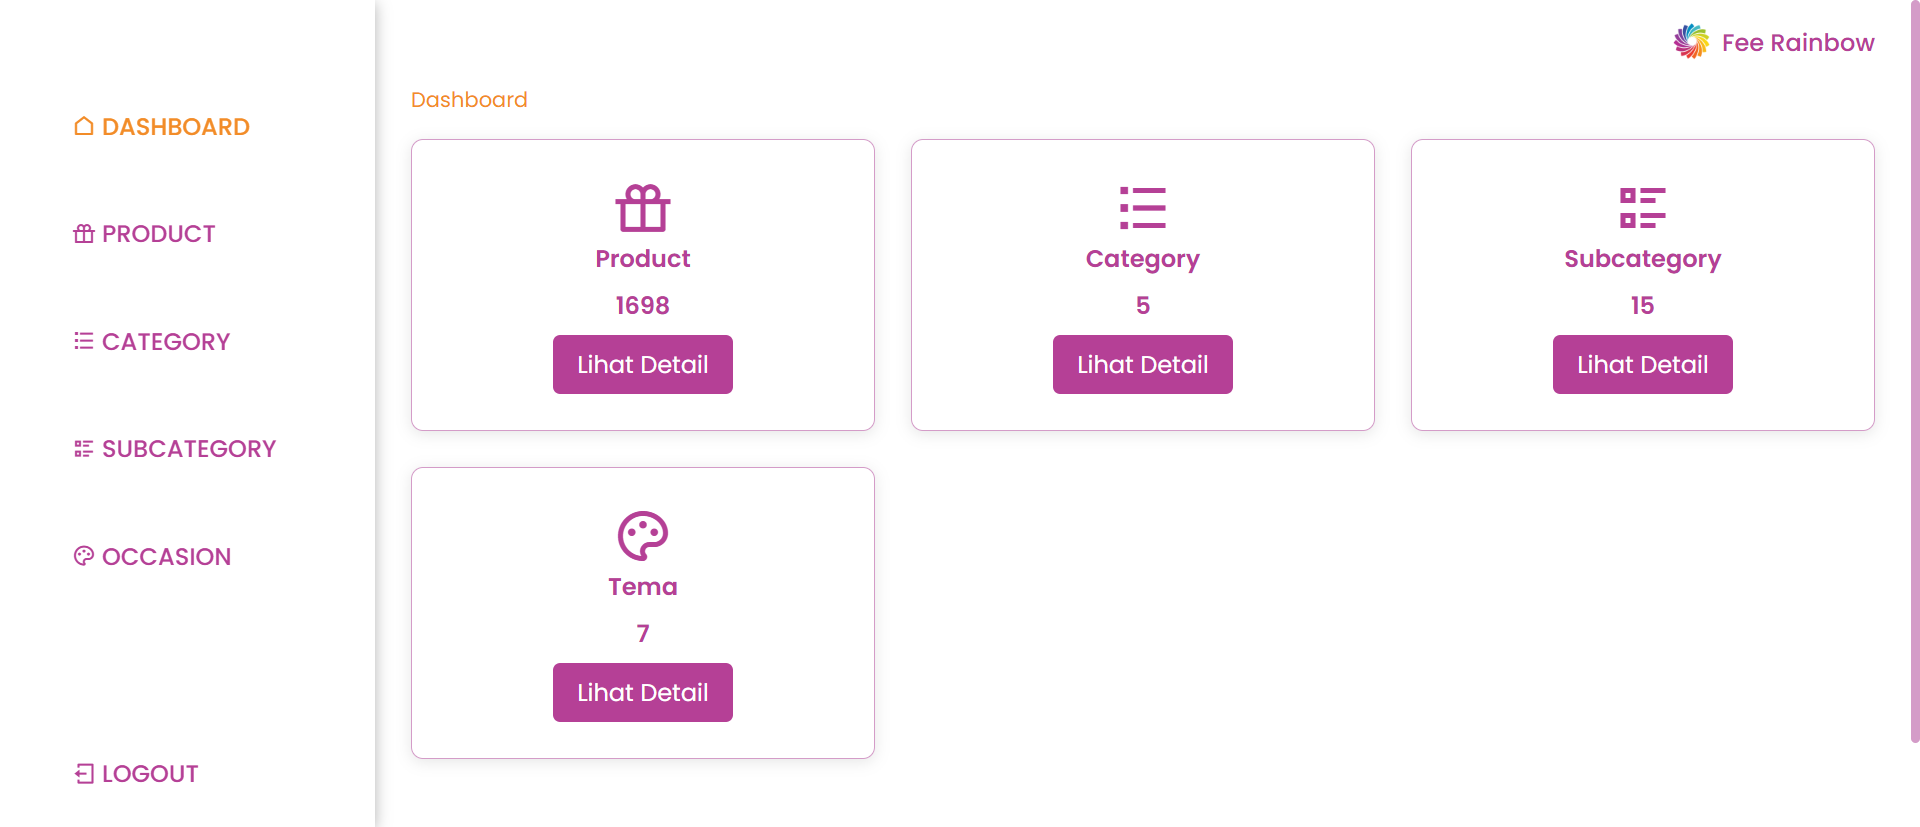 Fee Rainbow
DASHBOARD
PRODUCT
CATEGORY
SUBCATEGORY
OCCASION
LOGOUT
Dashboard
Product
1698
Lihat Detail
Category
5
Lihat Detail
Subcategory
15
Lihat Detail
Tema
7
Lihat Detail